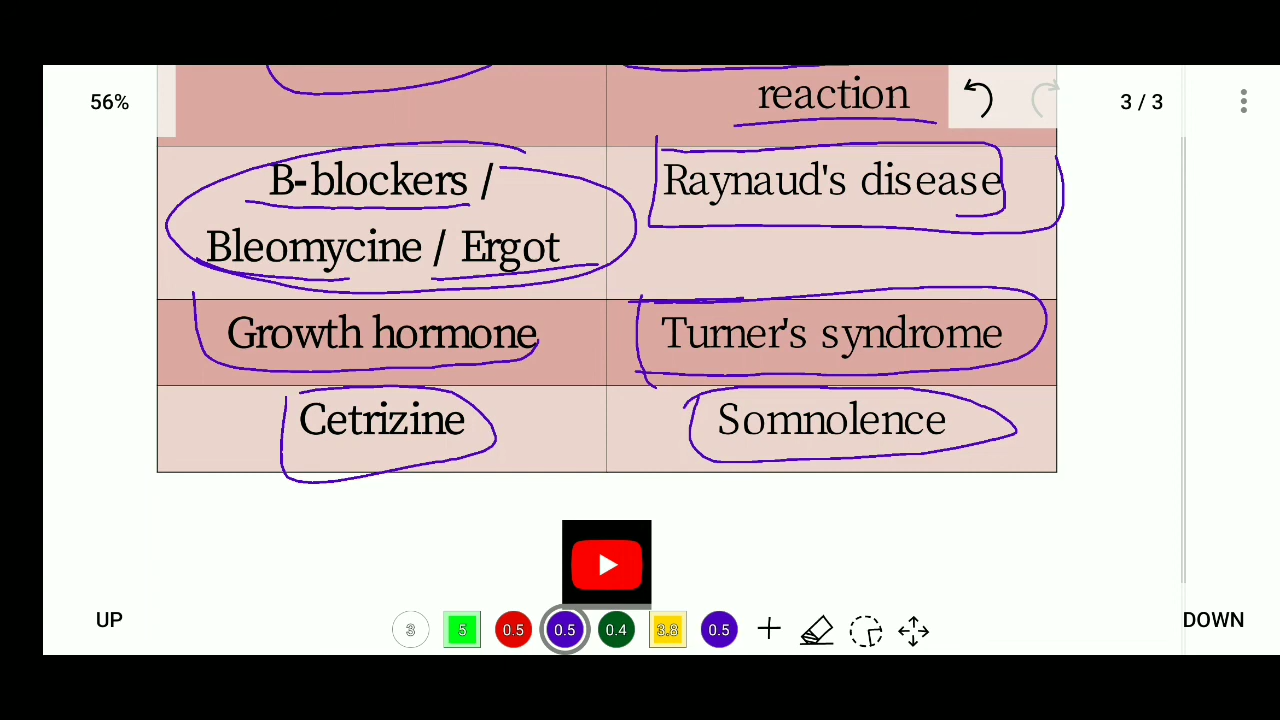 56%
reaction
3 / 3
B-blockers /
Bleomycine / Ergot
Raynaud's disease
Growth hormone
Turner's syndrome
Cetrizine
Somnolence
UP
DOWN
3
5
0.5
0.5
0.4
3.8
0.5